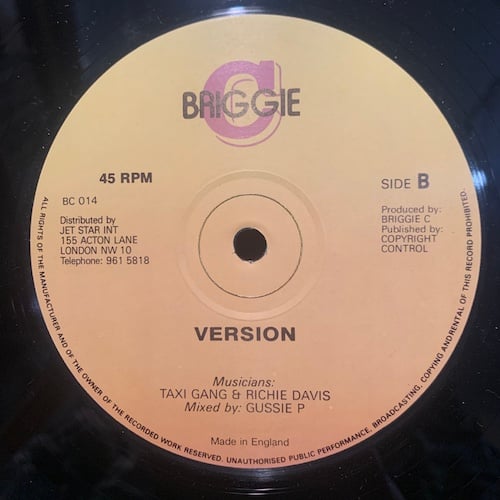 C
BRIGGIE
45 RPM
SIDE B
BC 014
Distributed by
JET STAR INT
155 ACTON LANE
LONDON NW 10
Telephone: 961 5818
Produced by:
BRIGGIE C
Published by:
COPYRIGHT
CONTROL
VERSION
Musicians:
TAXI GANG & RICHIE DAVIS
Mixed by: GUSSIE P
Made in England
ALL RIGHTS OF THE MANUFACTURER AND OF THE OWNER OF THE RECORDED WORK RESERVED. UNAUTHORISED PUBLIC PERFORMANCE, BROADCASTING, COPYING ANDRENTAL OF THIS RECORD PROHIBITED.